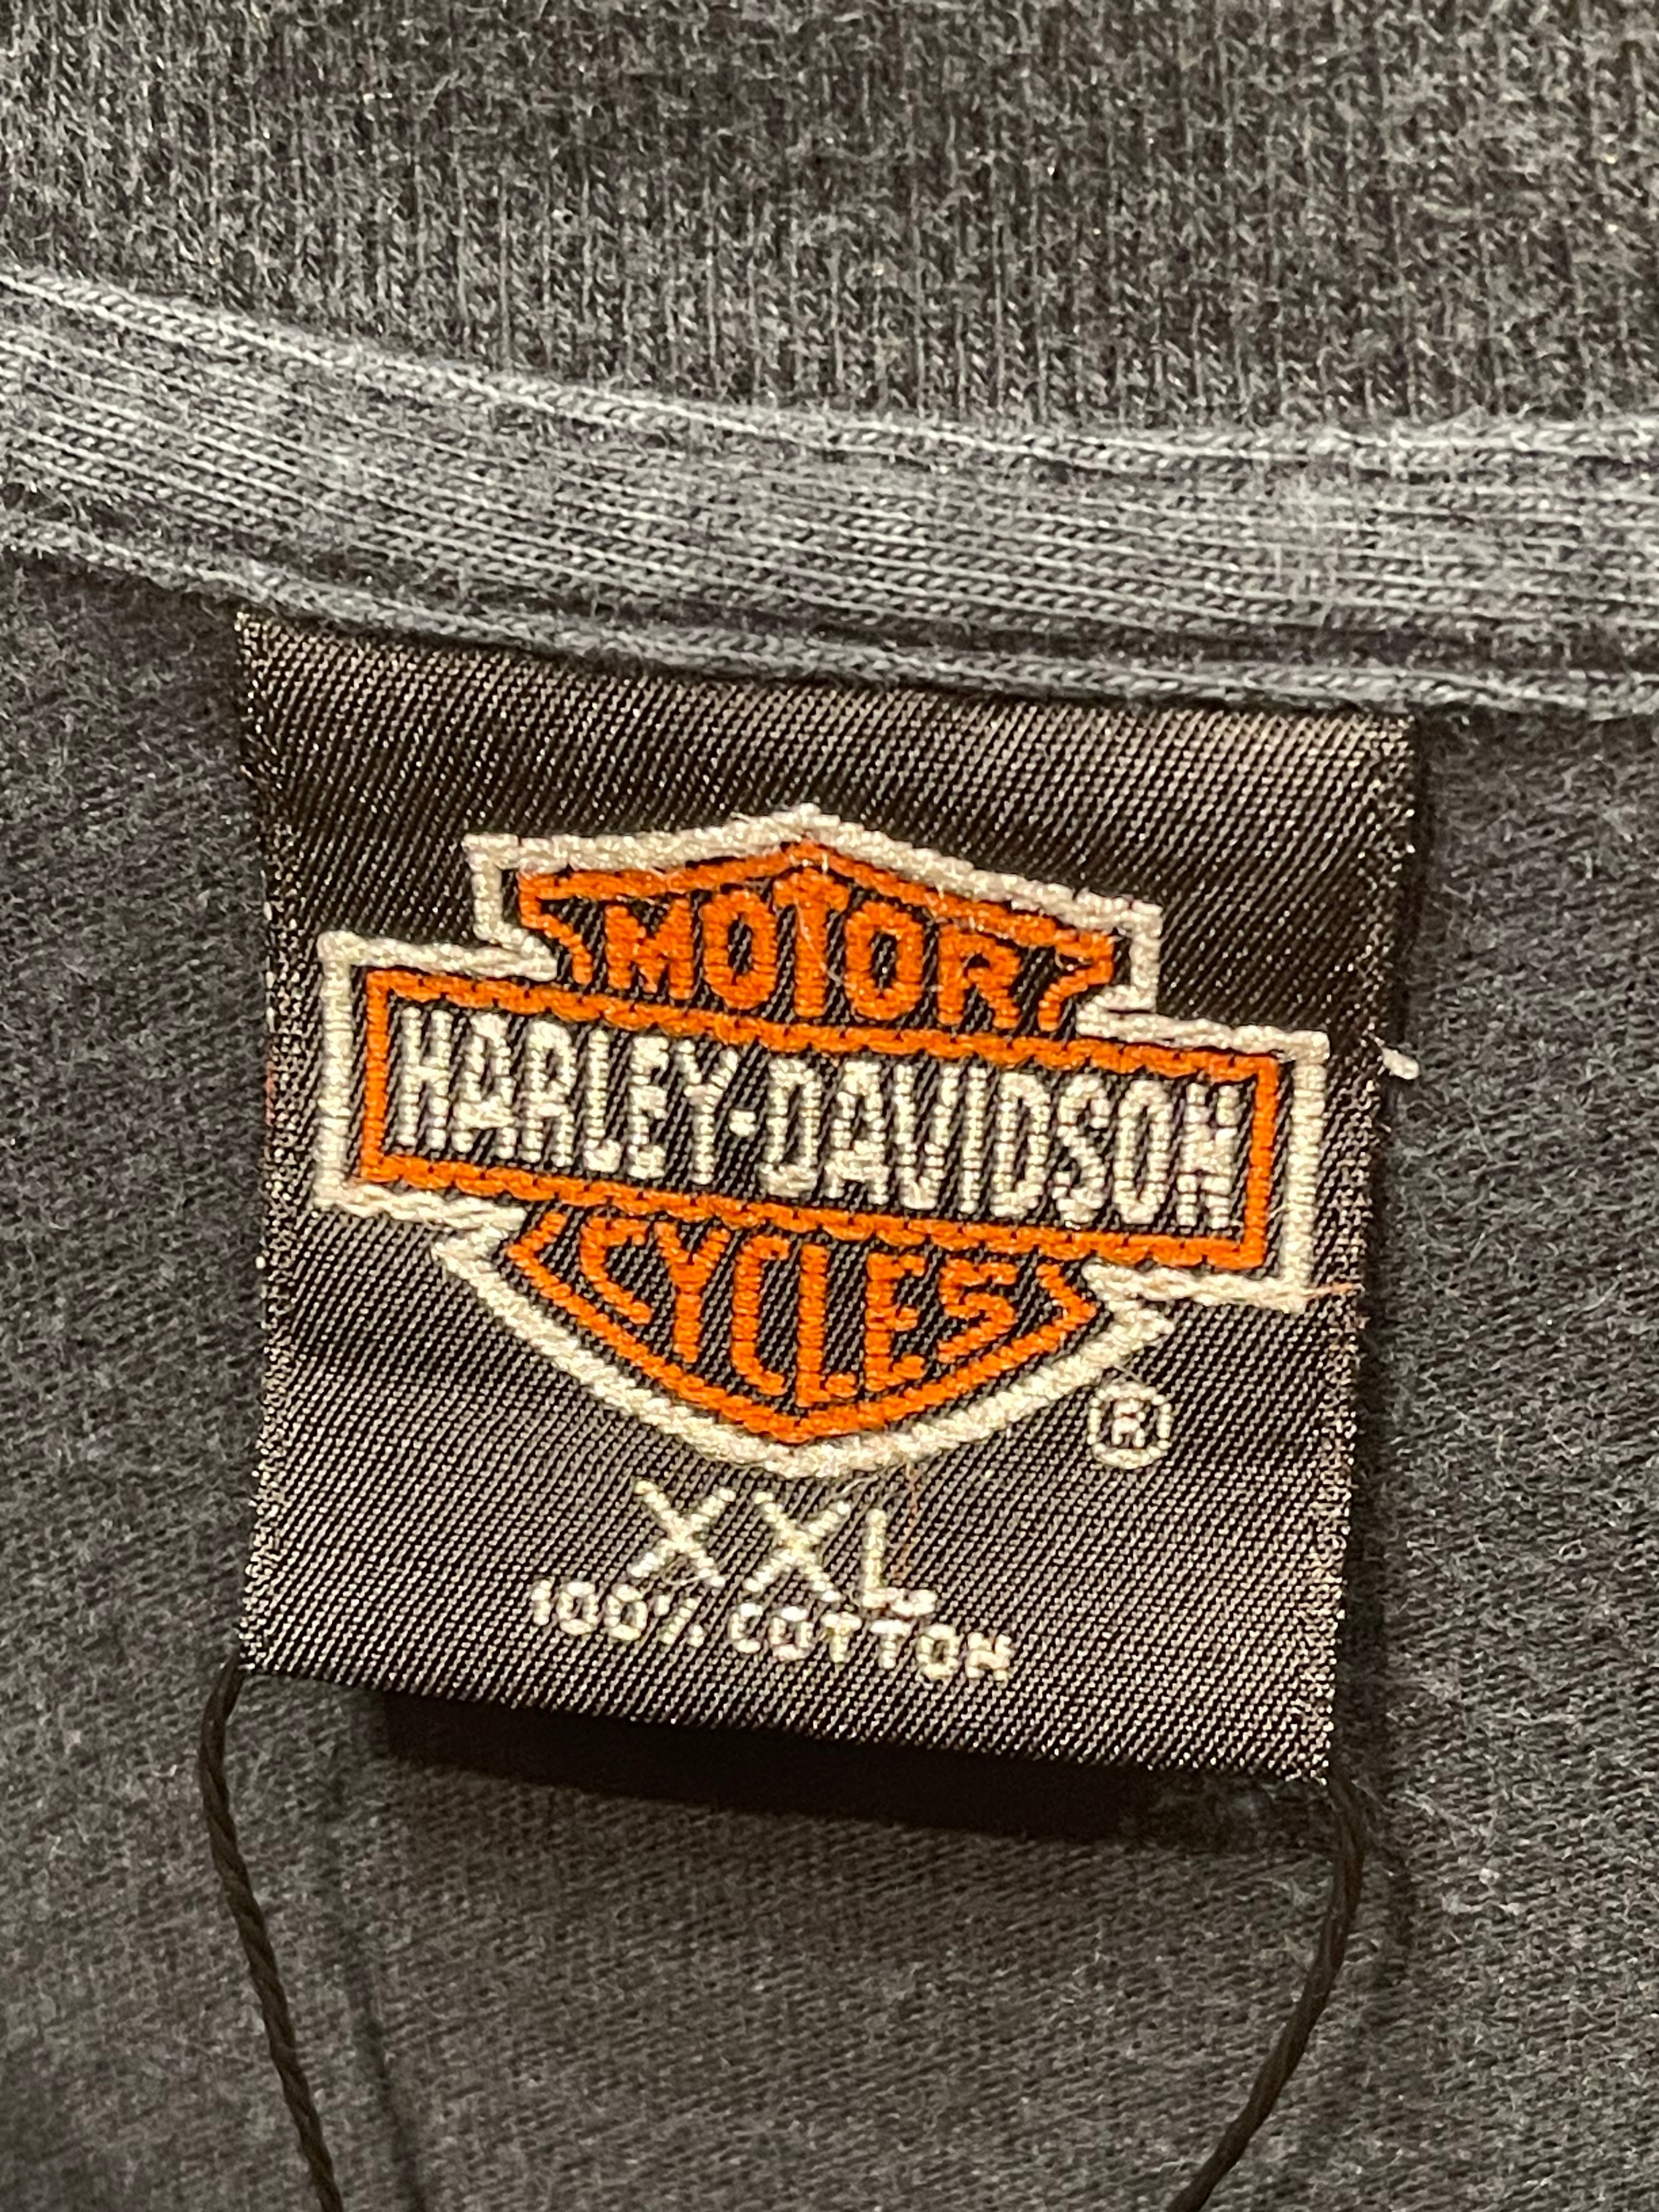 MOTOR
HARLEY-DAVIDSON
CYCLES
®
XXL
100% COTTON